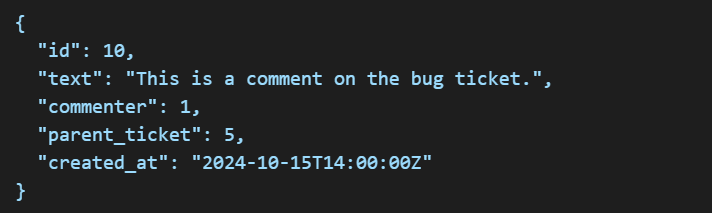 {
  "id": 10,
  "text": "This is a comment on the bug ticket.",
  "commenter": 1,
  "parent_ticket": 5,
  "created_at": "2024-10-15T14:00:00Z"
}